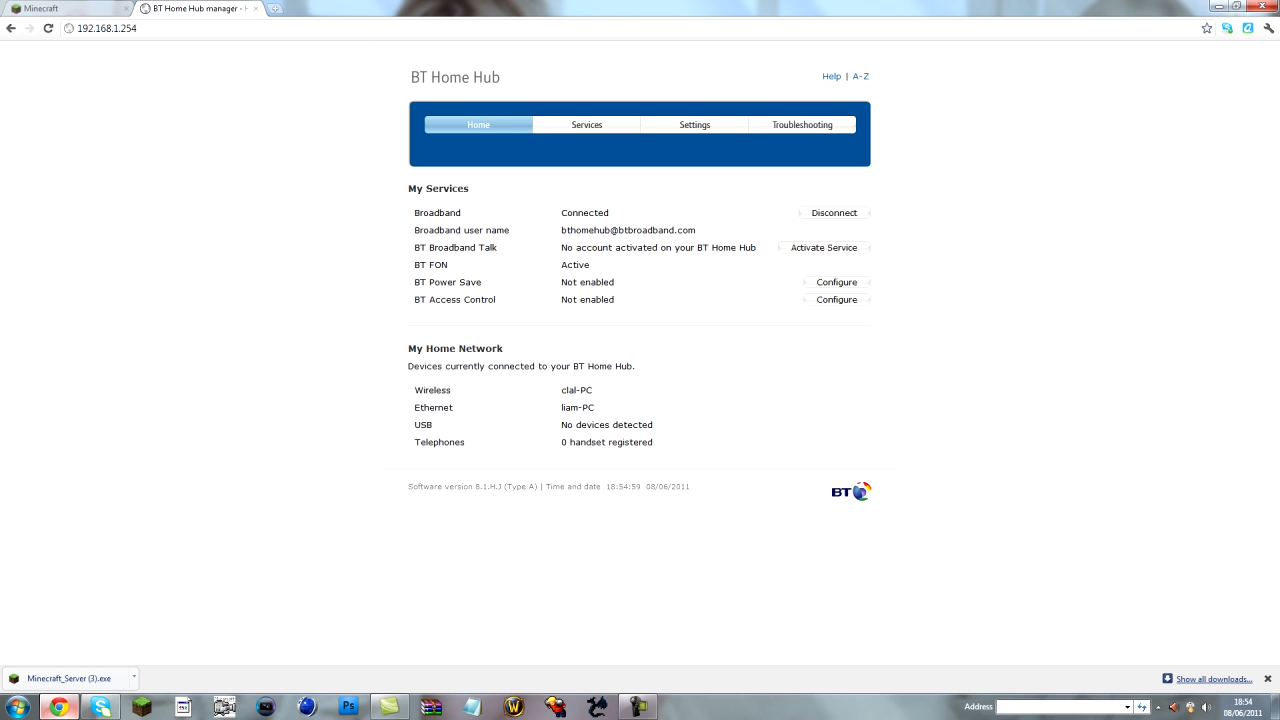 Minecraft
BT Home Hub manager - H
192.168.1.254
BT Home Hub
Help | A-Z
Home Services Settings Troubleshooting
My Services
Broadband Connected Disconnect
Broadband user name bthomehub@btbroadband.com
BT Broadband Talk No account activated on your BT Home Hub Activate Service
BT FON Active
BT Power Save Not enabled Configure
BT Access Control Not enabled Configure
My Home Network
Devices currently connected to your BT Home Hub.
Wireless clal-PC
Ethernet liam-PC
USB No devices detected
Telephones 0 handset registered
Software version 8.1.H.J (Type A) | Time and date 18:54:59 08/06/2011
BT
Minecraft_Server (3).exe
Show all downloads...
Ps
Address
18:54
08/06/2011